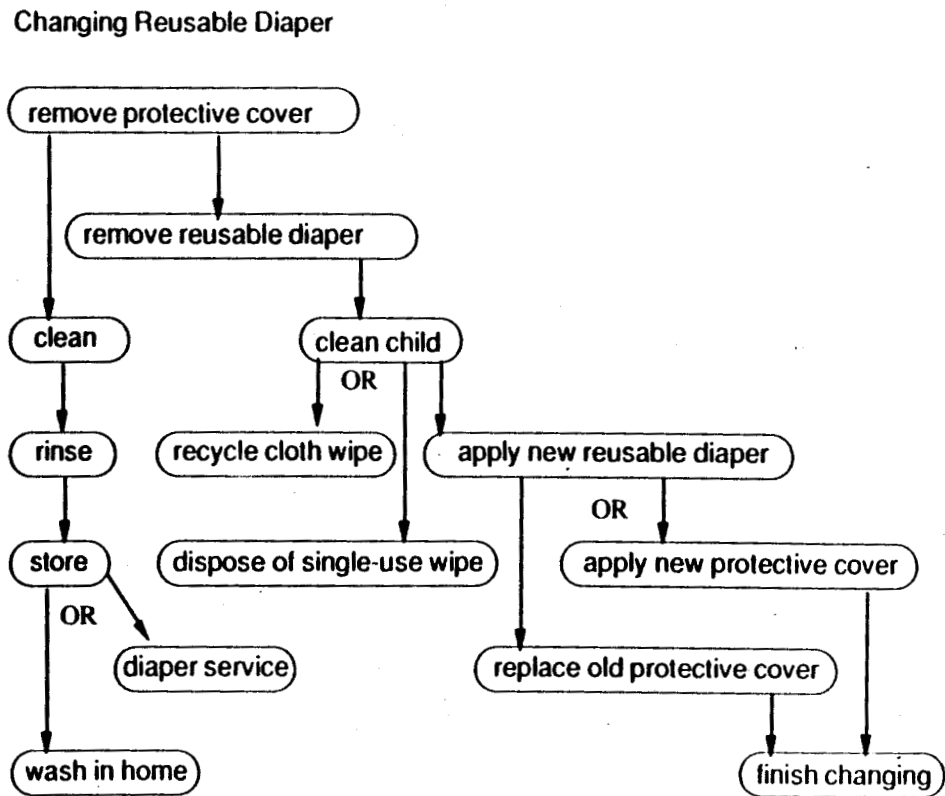 Changing Reusable Diaper
remove protective cover
remove reusable diaper
clean
clean child
OR
rinse
recycle cloth wipe
apply new reusable diaper
OR
store
dispose of single-use wipe
apply new protective cover
OR
diaper service
replace old protective cover
wash in home
finish changing